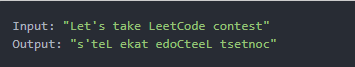 Input: "Let's take LeetCode contest"
Output: "s'teL ekat edoCteeL tsetnoc"